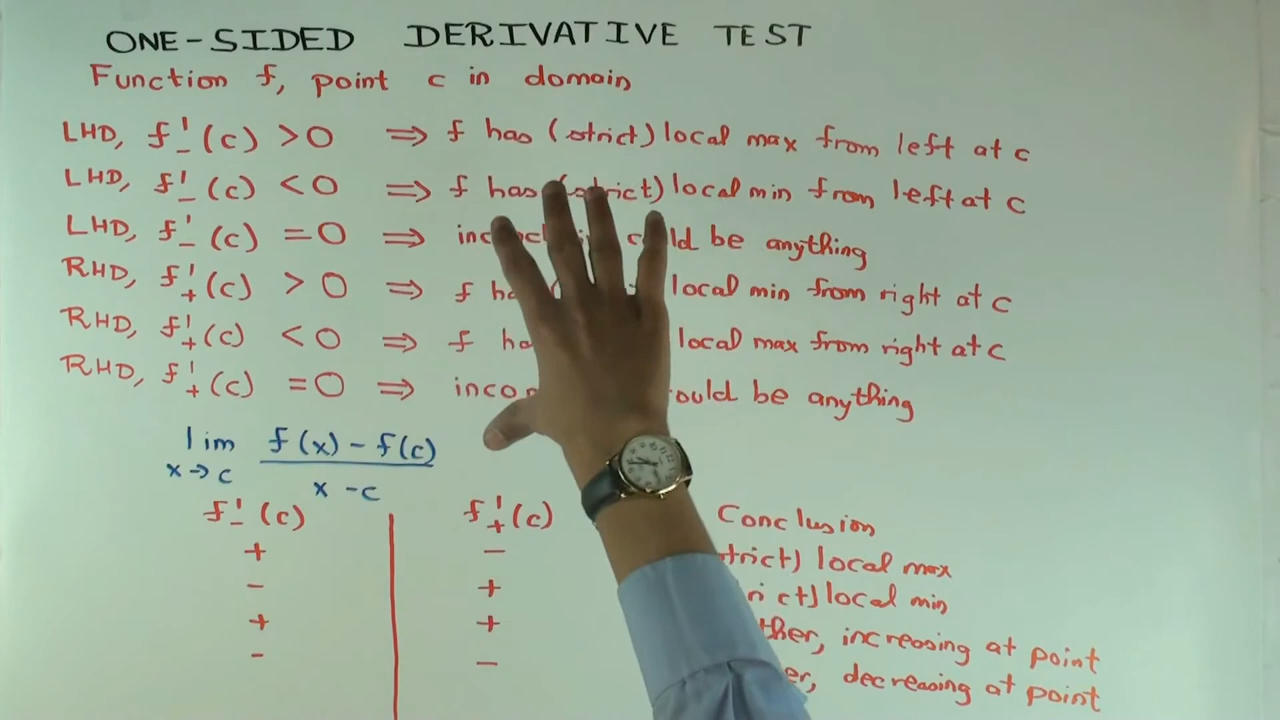 ONE-SIDED DERIVATIVE TEST
Function f, point c in domain
LHD, f'₋(c) > 0 ⇒ f has (strict) local max from left at c
LHD, f'₋(c) < 0 ⇒ f has (strict) local min from left at c
LHD, f'₋(c) = 0 ⇒ could be anything
RHD, f'₊(c) > 0 ⇒ f local min from right at c
RHD, f'₊(c) < 0 ⇒ f local max from right at c
RHD, f'₊(c) = 0 ⇒ could be anything
lim x→c f(x) - f(c) / x - c
f'₋(c) f'₊(c) Conclusion
+ - local max
- + local min
+ + increasing at point
- - decreasing at point